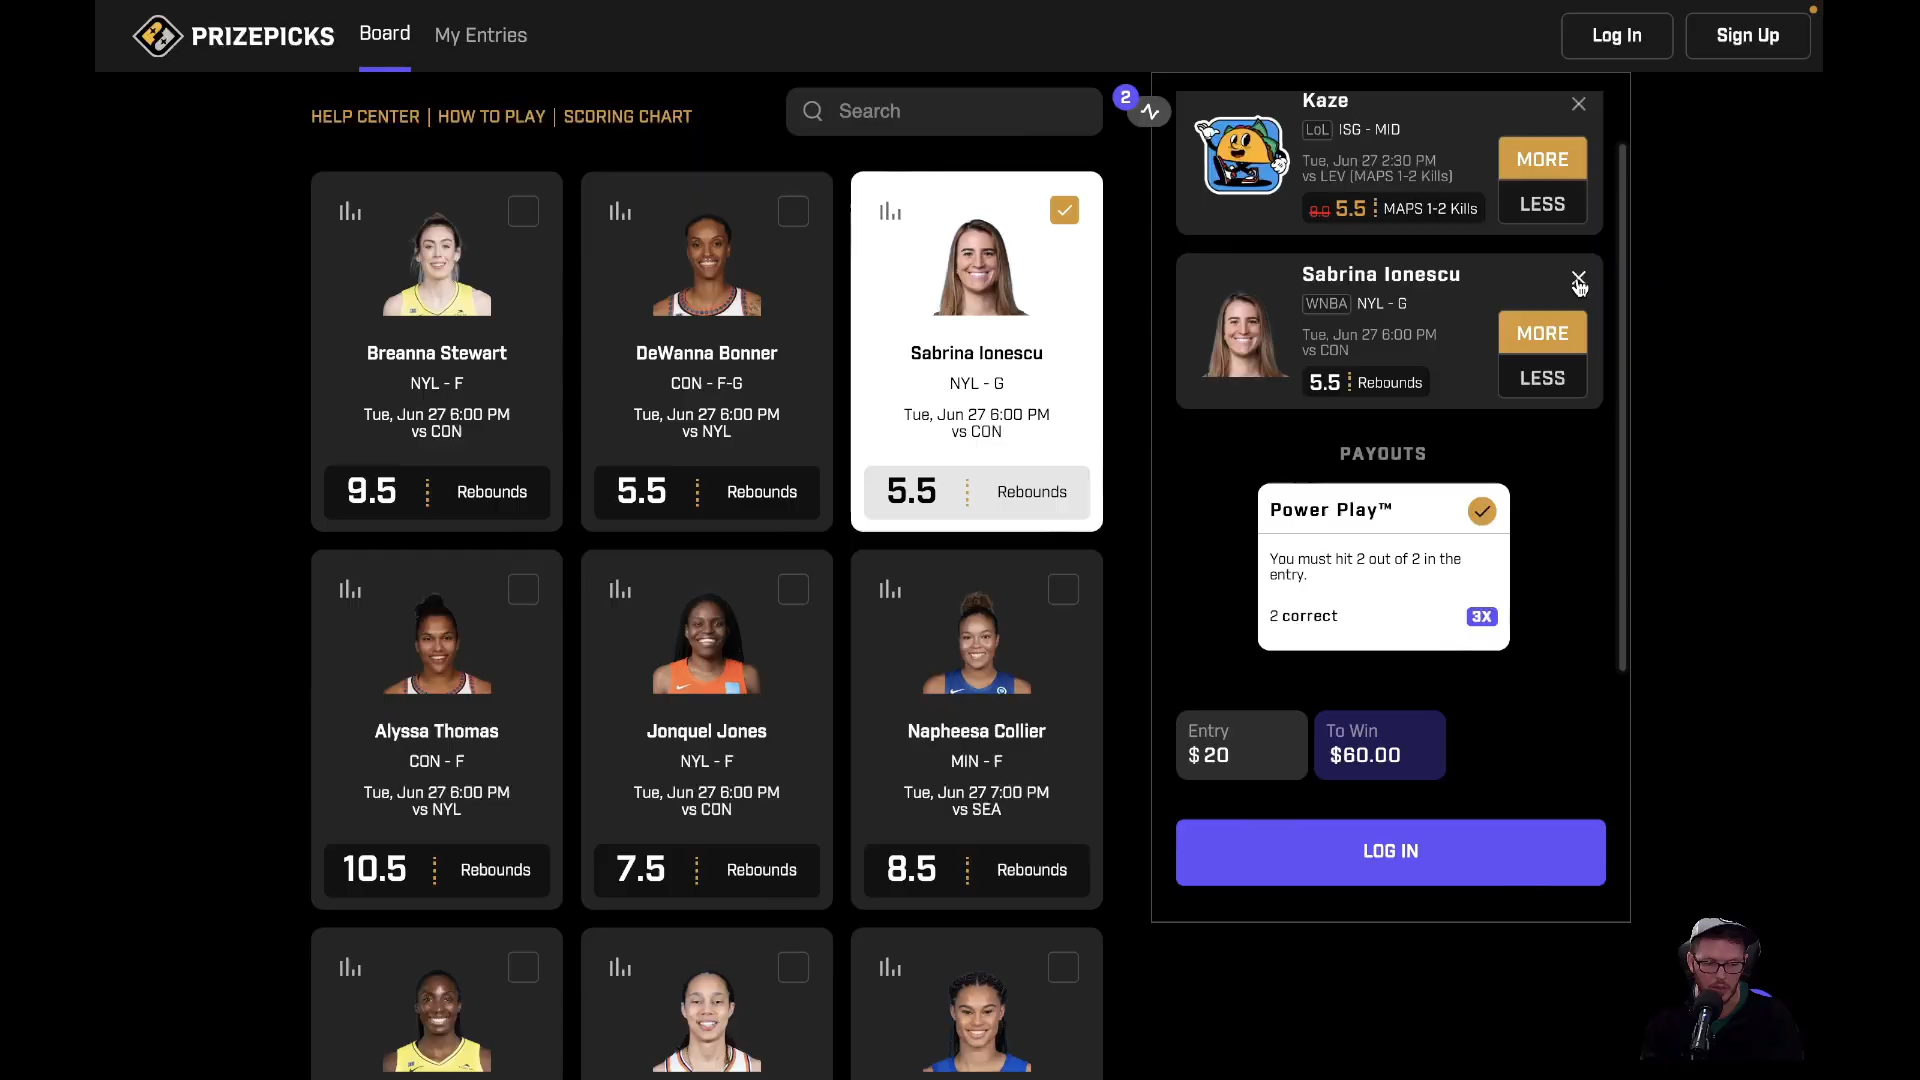 PRIZEPICKS
Board
My Entries
Log In
Sign Up
HELP CENTER | HOW TO PLAY | SCORING CHART
Search
2
Breanna Stewart
NYL - F
Tue, Jun 27 6:00 PM
vs CON
9.5 Rebounds
DeWanna Bonner
CON - F-G
Tue, Jun 27 6:00 PM
vs NYL
5.5 Rebounds
Sabrina Ionescu
NYL - G
Tue, Jun 27 6:00 PM
vs CON
5.5 Rebounds
Alyssa Thomas
CON - F
Tue, Jun 27 6:00 PM
vs NYL
10.5 Rebounds
Jonquel Jones
NYL - F
Tue, Jun 27 6:00 PM
vs CON
7.5 Rebounds
Napheesa Collier
MIN - F
Tue, Jun 27 7:00 PM
vs SEA
8.5 Rebounds
Kaze
LoL ISG - MID
Tue, Jun 27 2:30 PM
vs LEV (MAPS 1-2 Kills)
8.0 5.5 MAPS 1-2 Kills
MORE
LESS
Sabrina Ionescu
WNBA NYL - G
Tue, Jun 27 6:00 PM
vs CON
5.5 Rebounds
MORE
LESS
PAYOUTS
Power Play™
You must hit 2 out of 2 in the
entry.
2 correct 3X
Entry
$ 20
To Win
$60.00
LOG IN